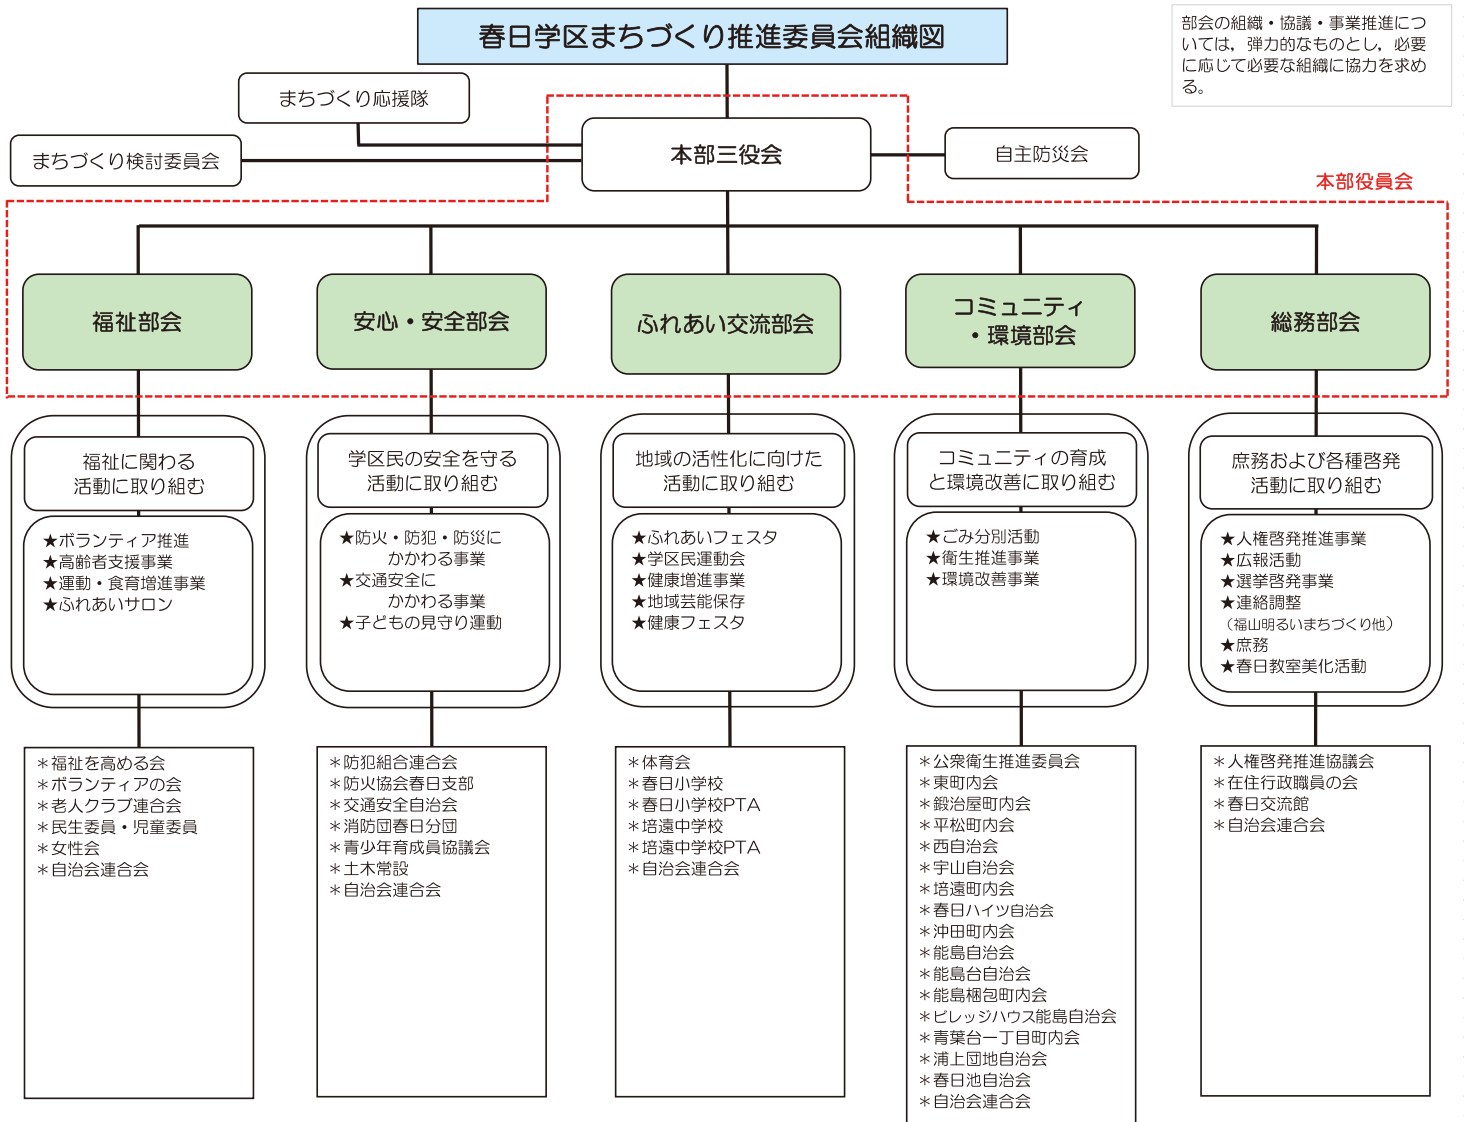 春日学区まちづくり推進委員会組織図
部会の組織・協議・事業推進につ
いては，弾力的なものとし，必要
に応じて必要な組織に協力を求め
る。
まちづくり応援隊
まちづくり検討委員会
本部三役会
自主防災会
本部役員会
福祉部会
安心・安全部会
ふれあい交流部会
コミュニティ
・環境部会
総務部会
福祉に関わる
活動に取り組む
★ボランティア推進
★高齢者支援事業
★運動・食育増進事業
★ふれあいサロン
＊福祉を高める会
＊ボランティアの会
＊老人クラブ連合会
＊民生委員・児童委員
＊女性会
＊自治会連合会
学区民の安全を守る
活動に取り組む
★防火・防犯・防災に
かかわる事業
★交通安全に
かかわる事業
★子どもの見守り運動
＊防犯組合連合会
＊防火協会春日支部
＊交通安全自治会
＊消防団春日分団
＊青少年育成員協議会
＊土木常設
＊自治会連合会
地域の活性化に向けた
活動に取り組む
★ふれあいフェスタ
★学区民運動会
★健康増進事業
★地域芸能保存
★健康フェスタ
＊体育会
＊春日小学校
＊春日小学校PTA
＊培遠中学校
＊培遠中学校PTA
＊自治会連合会
コミュニティの育成
と環境改善に取り組む
★ごみ分別活動
★衛生推進事業
★環境改善事業
＊公衆衛生推進委員会
＊東町内会
＊鍛治屋町内会
＊平松町内会
＊西自治会
＊宇山自治会
＊培遠町内会
＊春日ハイツ自治会
＊沖田町内会
＊能島自治会
＊能島台自治会
＊能島梱包町内会
＊ビレッジハウス能島自治会
＊青葉台一丁目町内会
＊浦上団地自治会
＊春日池自治会
＊自治会連合会
庶務および各種啓発
活動に取り組む
★人権啓発推進事業
★広報活動
★選挙啓発事業
★連絡調整
（福山明るいまちづくり他）
★庶務
★春日教室美化活動
＊人権啓発推進協議会
＊在住行政職員の会
＊春日交流館
＊自治会連合会